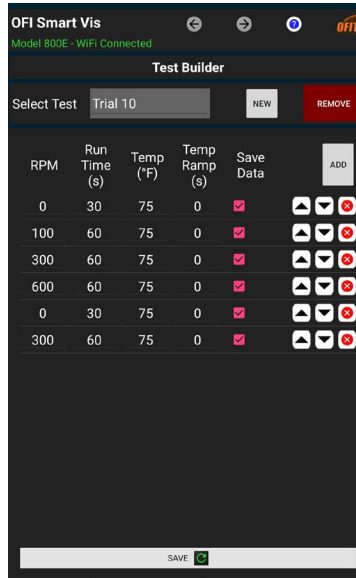 OFI Smart Vis
Model 800E - WiFi Connected
Test Builder
Select Test Trial 10 NEW REMOVE
RPM Run Time (s) Temp (°F) Temp Ramp (s) Save Data ADD
0 30 75 0
100 60 75 0
300 60 75 0
600 60 75 0
0 30 75 0
300 60 75 0
SAVE